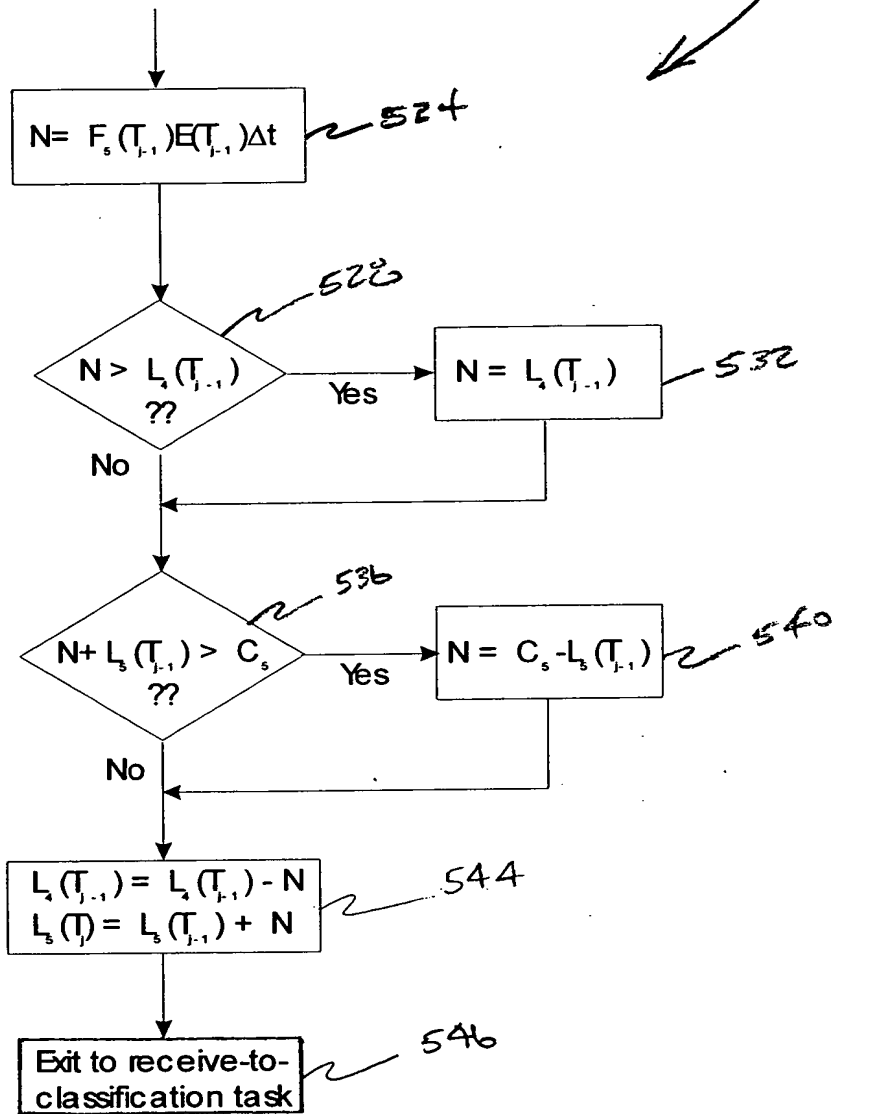 N= F₅(Tⱼ₋₁)E(Tⱼ₋₁)Δt
524
528
N > L₄(Tⱼ₋₁)
??
Yes
N = L₄(Tⱼ₋₁)
532
No
536
N+ L₅(Tⱼ₋₁) > C₅
??
Yes
N = C₅-L₅(Tⱼ₋₁)
540
No
L₄(Tⱼ₋₁) = L₄(Tⱼ₋₁) - N
L₅(Tⱼ) = L₅(Tⱼ₋₁) + N
544
Exit to receive-to-
classification task
546